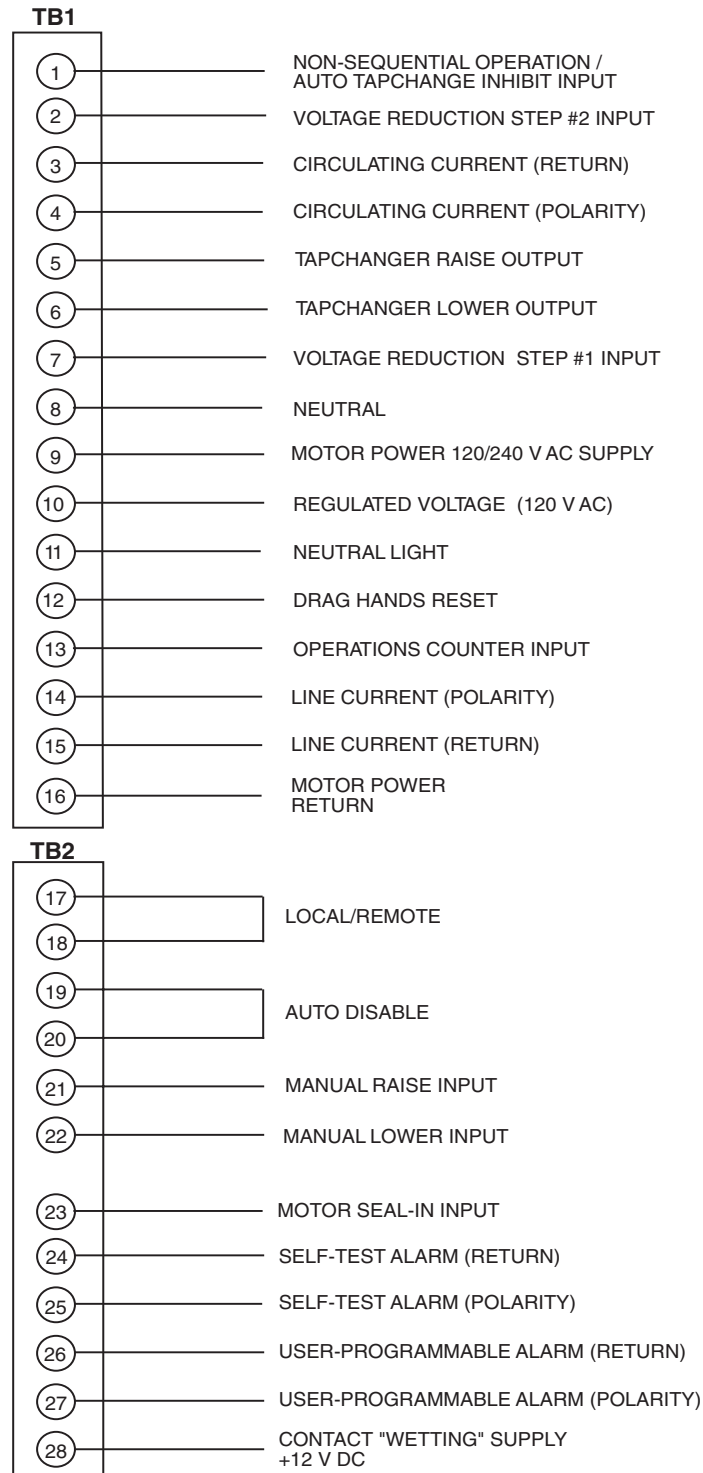 TB1
1 NON-SEQUENTIAL OPERATION /
AUTO TAPCHANGE INHIBIT INPUT
2 VOLTAGE REDUCTION STEP #2 INPUT
3 CIRCULATING CURRENT (RETURN)
4 CIRCULATING CURRENT (POLARITY)
5 TAPCHANGER RAISE OUTPUT
6 TAPCHANGER LOWER OUTPUT
7 VOLTAGE REDUCTION STEP #1 INPUT
8 NEUTRAL
9 MOTOR POWER 120/240 V AC SUPPLY
10 REGULATED VOLTAGE (120 V AC)
11 NEUTRAL LIGHT
12 DRAG HANDS RESET
13 OPERATIONS COUNTER INPUT
14 LINE CURRENT (POLARITY)
15 LINE CURRENT (RETURN)
16 MOTOR POWER
RETURN
TB2
17
LOCAL/REMOTE
18
19
AUTO DISABLE
20
21 MANUAL RAISE INPUT
22 MANUAL LOWER INPUT
23 MOTOR SEAL-IN INPUT
24 SELF-TEST ALARM (RETURN)
25 SELF-TEST ALARM (POLARITY)
26 USER-PROGRAMMABLE ALARM (RETURN)
27 USER-PROGRAMMABLE ALARM (POLARITY)
28 CONTACT "WETTING" SUPPLY
+12 V DC